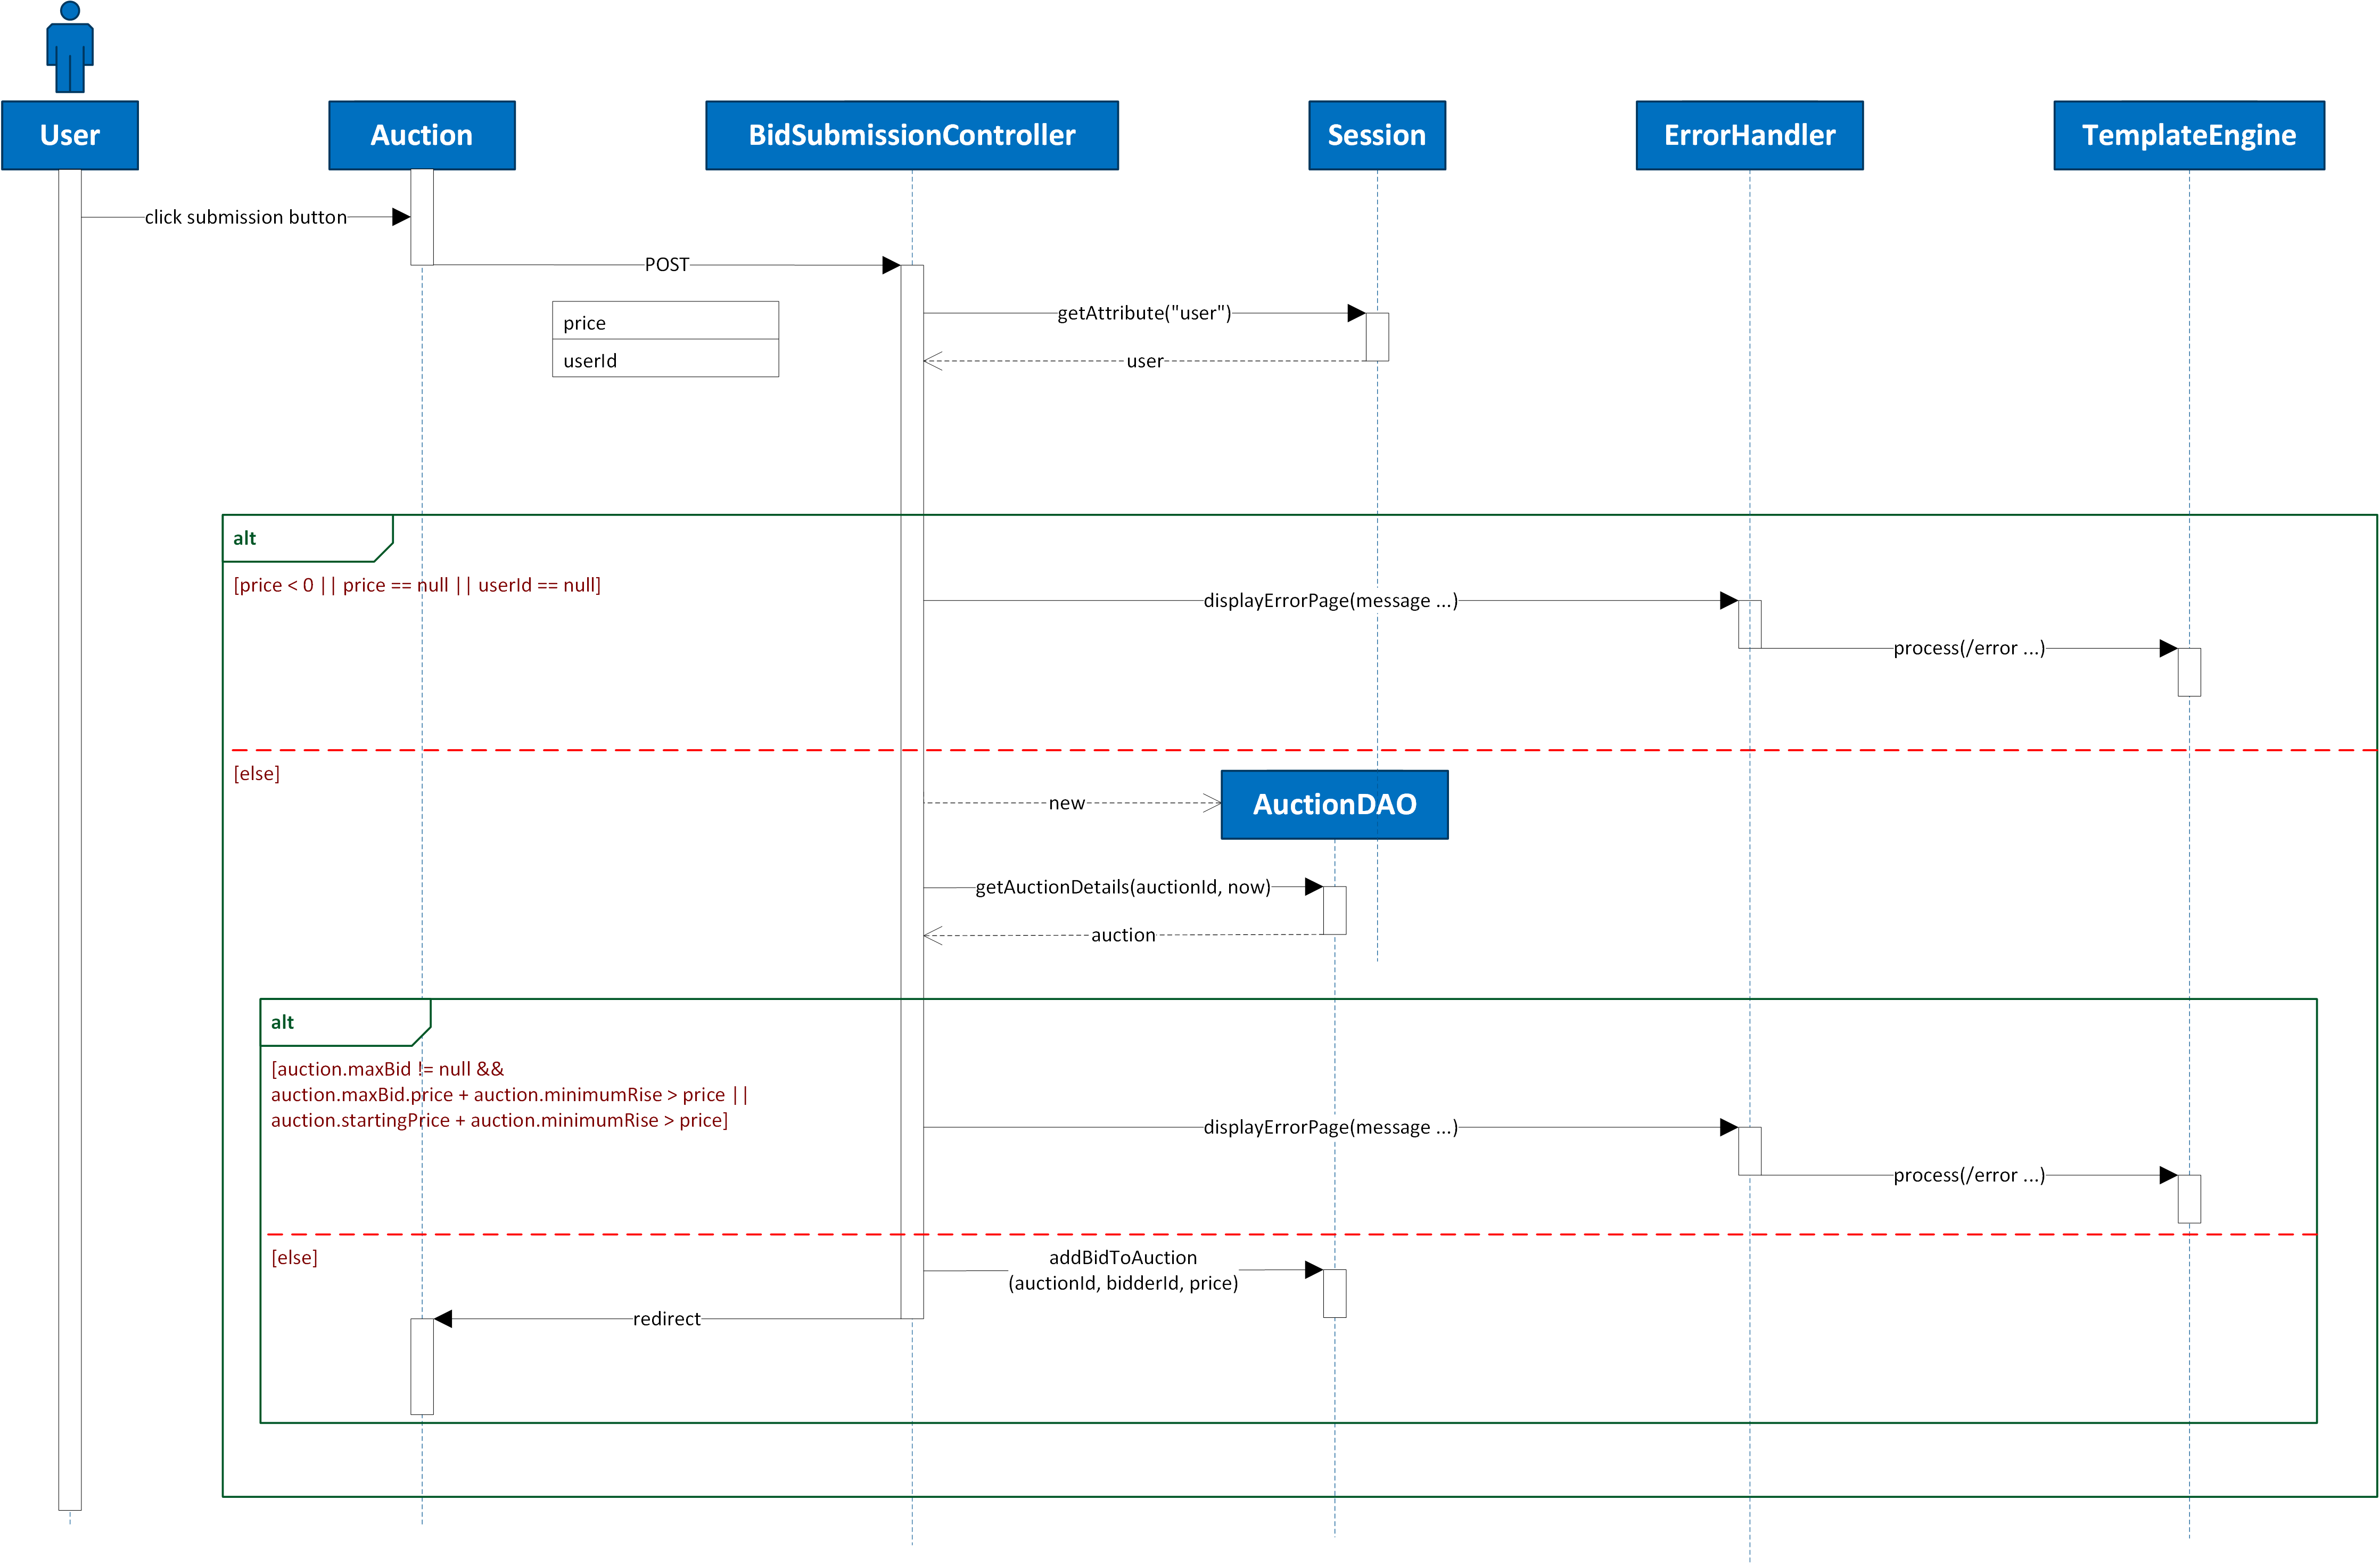 User
Auction
BidSubmissionController
Session
ErrorHandler
TemplateEngine
click submission button
POST
price
userId
getAttribute("user")
user
alt
[price < 0 || price == null || userId == null]
displayErrorPage(message ...)
process(/error ...)
[else]
new
AuctionDAO
getAuctionDetails(auctionId, now)
auction
alt
[auction.maxBid != null &&
auction.maxBid.price + auction.minimumRise > price ||
auction.startingPrice + auction.minimumRise > price]
displayErrorPage(message ...)
process(/error ...)
[else]
addBidToAuction
(auctionId, bidderId, price)
redirect